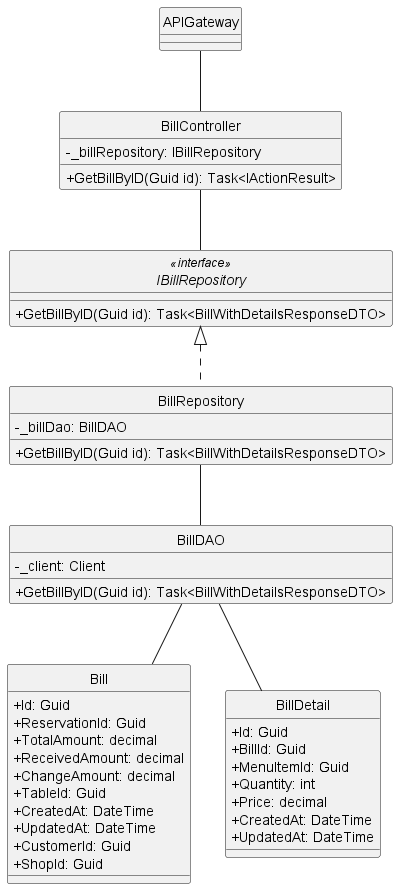 APIGateway
BillController
-_billRepository: IBillRepository
+GetBillByID(Guid id): Task<IActionResult>
«interface»
IBillRepository
+GetBillByID(Guid id): Task<BillWithDetailsResponseDTO>
BillRepository
-_billDao: BillDAO
+GetBillByID(Guid id): Task<BillWithDetailsResponseDTO>
BillDAO
-_client: Client
+GetBillByID(Guid id): Task<BillWithDetailsResponseDTO>
Bill
+Id: Guid
+ReservationId: Guid
+TotalAmount: decimal
+ReceivedAmount: decimal
+ChangeAmount: decimal
+TableId: Guid
+CreatedAt: DateTime
+UpdatedAt: DateTime
+CustomerId: Guid
+ShopId: Guid
BillDetail
+Id: Guid
+BillId: Guid
+MenuItemId: Guid
+Quantity: int
+Price: decimal
+CreatedAt: DateTime
+UpdatedAt: DateTime